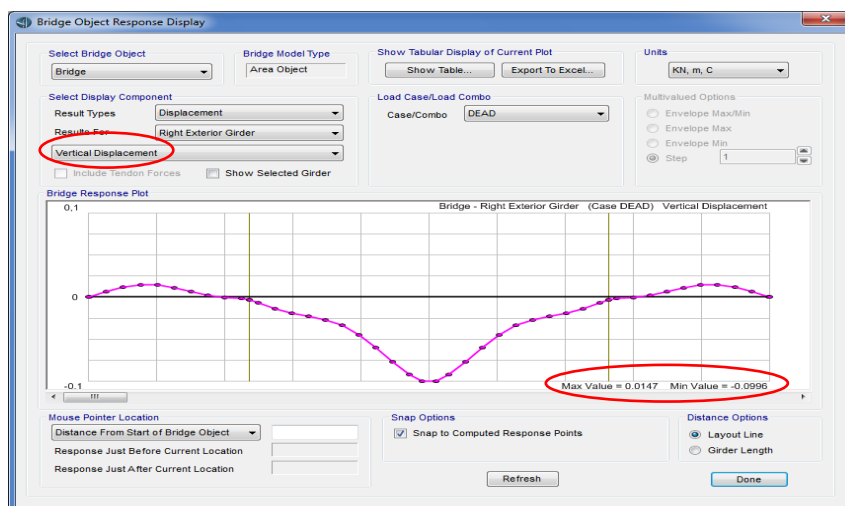 Bridge Object Response Display
Select Bridge Object
Bridge
Bridge Model Type
Area Object
Show Tabular Display of Current Plot
Show Table...
Export To Excel...
Units
KN, m, C
Select Display Component
Result Types
Displacement
Results For
Right Exterior Girder
Vertical Displacement
Include Tendon Forces
Show Selected Girder
Load Case/Load Combo
Case/Combo
DEAD
Multivalued Options
Envelope Max/Min
Envelope Max
Envelope Min
Step
1
Bridge Response Plot
0,1
Bridge - Right Exterior Girder (Case DEAD) Vertical Displacement
0
-0.1
Max Value = 0.0147 Min Value = -0.0996
Mouse Pointer Location
Distance From Start of Bridge Object
Response Just Before Current Location
Response Just After Current Location
Snap Options
Snap to Computed Response Points
Distance Options
Layout Line
Girder Length
Refresh
Done